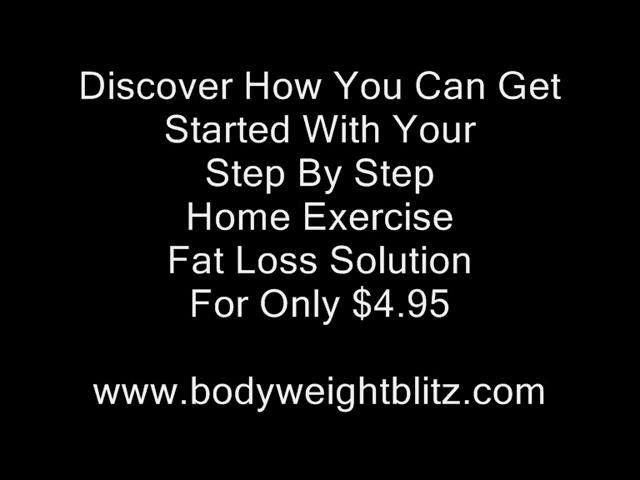 Discover How You Can Get
Started With Your
Step By Step
Home Exercise
Fat Loss Solution
For Only $4.95
www.bodyweightblitz.com